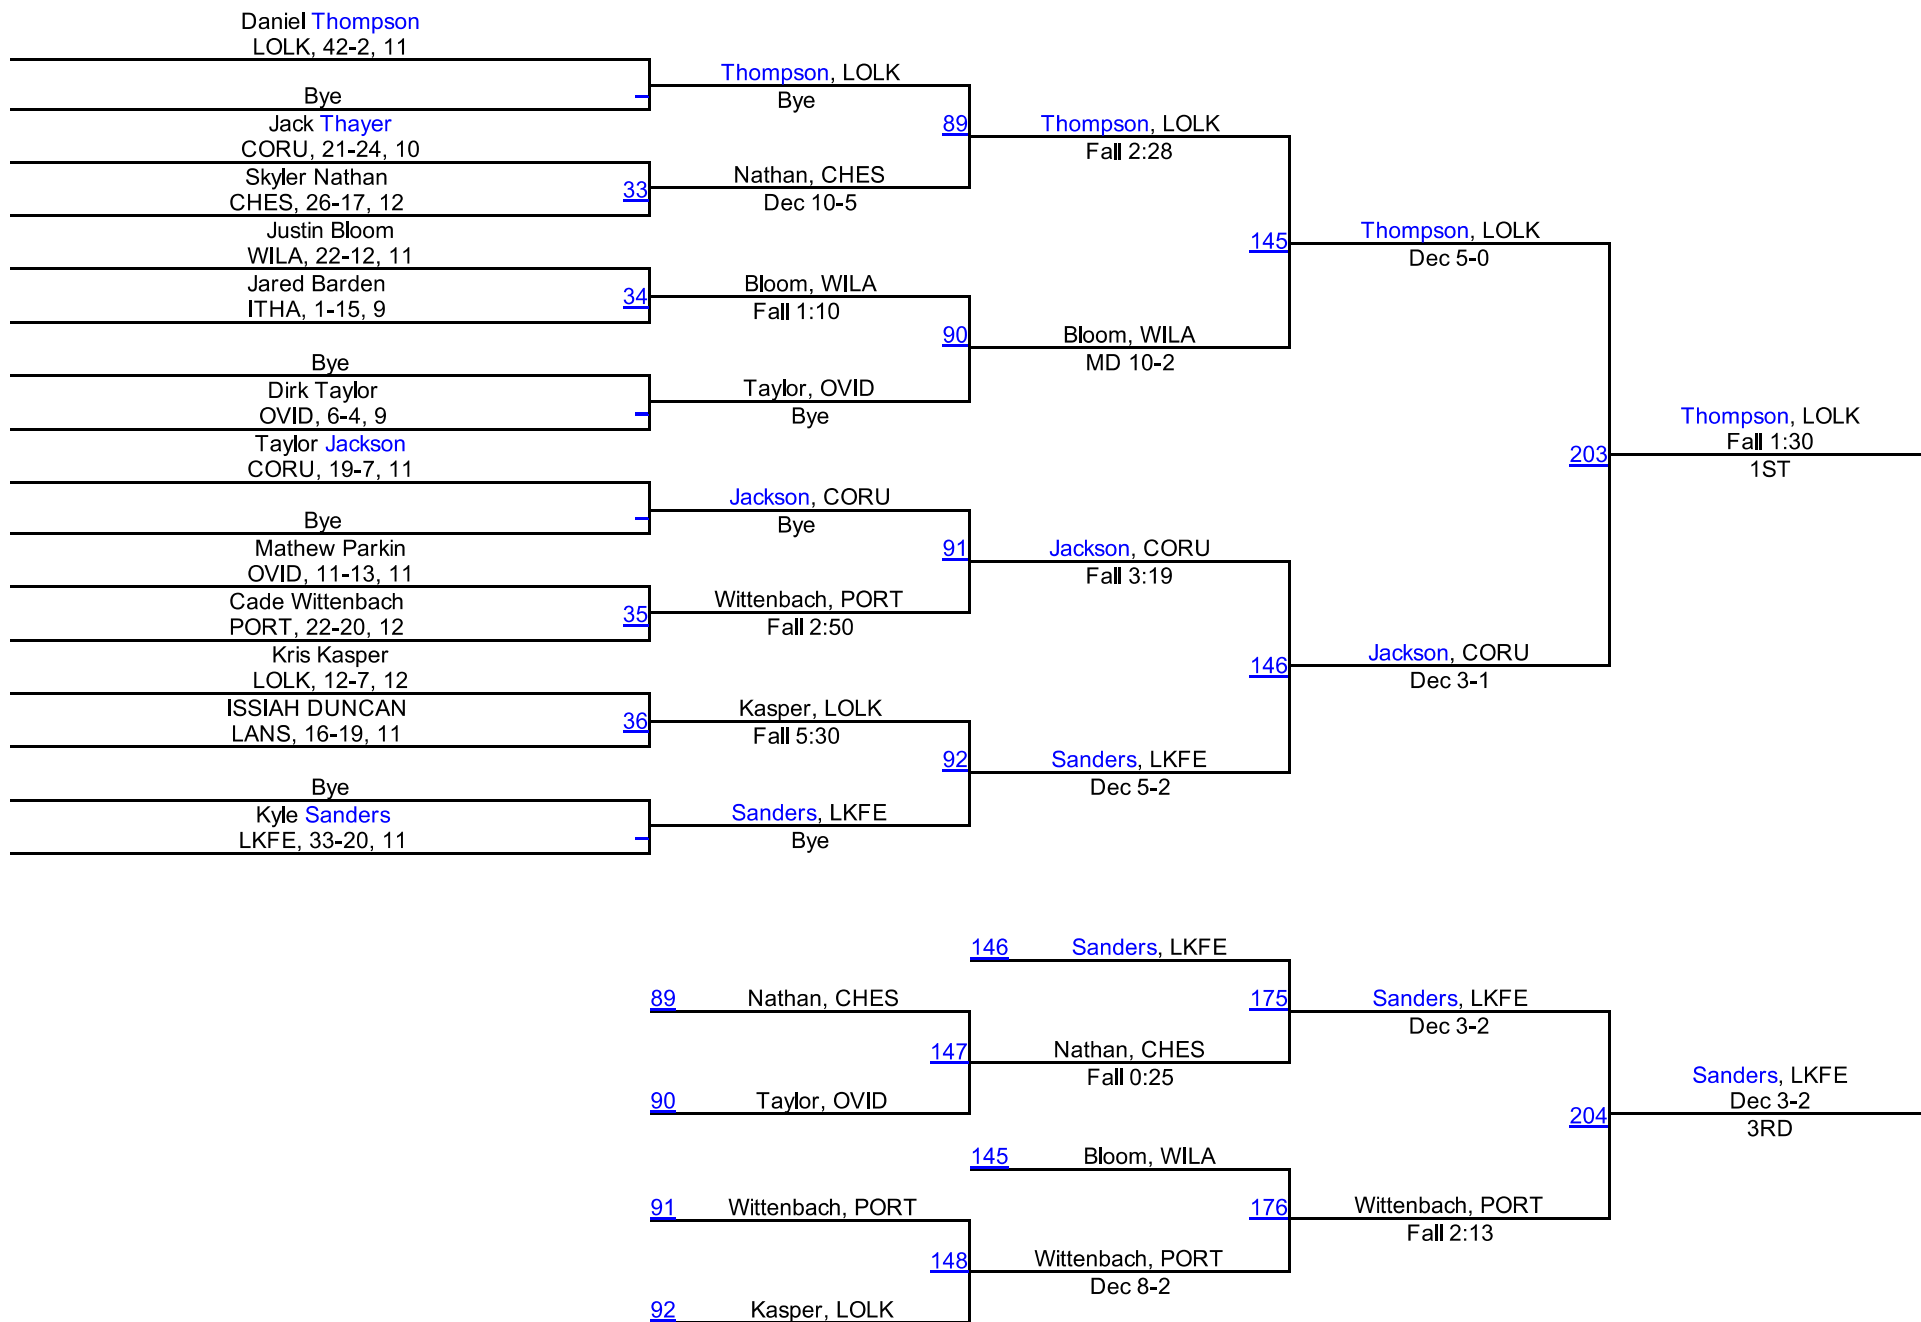 Daniel Thompson
LOLK, 42-2, 11
Bye
Jack Thayer
CORU, 21-24, 10
Skyler Nathan
CHES, 26-17, 12
33
Justin Bloom
WILA, 22-12, 11
Jared Barden
ITHA, 1-15, 9
34
Bye
Dirk Taylor
OVID, 6-4, 9
Taylor Jackson
CORU, 19-7, 11
Bye
Mathew Parkin
OVID, 11-13, 11
Cade Wittenbach
PORT, 22-20, 12
35
Kris Kasper
LOLK, 12-7, 12
ISSIAH DUNCAN
LANS, 16-19, 11
36
Bye
Kyle Sanders
LKFE, 33-20, 11
Thompson, LOLK
Bye
89
Nathan, CHES
Dec 10-5
Bloom, WILA
Fall 1:10
90
Taylor, OVID
Bye
Jackson, CORU
Bye
91
Wittenbach, PORT
Fall 2:50
Kasper, LOLK
Fall 5:30
92
Sanders, LKFE
Bye
Thompson, LOLK
Fall 2:28
145
Bloom, WILA
MD 10-2
Jackson, CORU
Fall 3:19
146
Sanders, LKFE
Dec 5-2
Thompson, LOLK
Dec 5-0
203
Jackson, CORU
Dec 3-1
Thompson, LOLK
Fall 1:30
1ST
146 Sanders, LKFE
89 Nathan, CHES
175
Sanders, LKFE
Dec 3-2
147
Nathan, CHES
Fall 0:25
90 Taylor, OVID
204
Sanders, LKFE
Dec 3-2
3RD
145 Bloom, WILA
91 Wittenbach, PORT
176
Wittenbach, PORT
Fall 2:13
148
Wittenbach, PORT
Dec 8-2
92 Kasper, LOLK